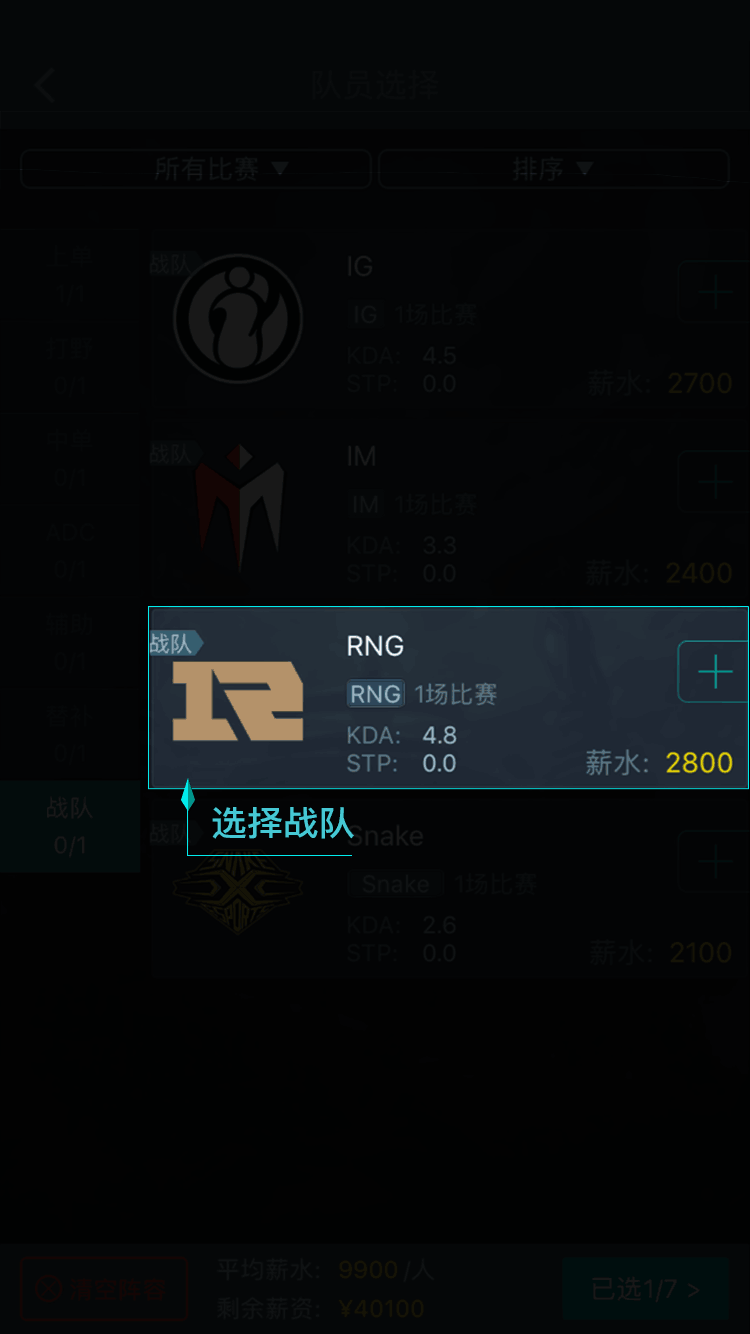 队员选择
所有比赛 ▼
排序 ▼
上单
1/1
打野
0/1
中单
0/1
ADC
0/1
辅助
0/1
替补
0/1
战队
0/1
战队
IG
IG 1场比赛
KDA: 4.5
STP: 0.0
薪水: 2700
战队
IM
IM 1场比赛
KDA: 3.3
STP: 0.0
薪水: 2400
战队
RNG
RNG 1场比赛
KDA: 4.8
STP: 0.0
薪水: 2800
选择战队
战队
Snake
Snake 1场比赛
KDA: 2.6
STP: 0.0
薪水: 2100
SNAKE
ESPORTS
平均薪水: 9900/人
剩余薪资: ¥40100
已选1/7 >